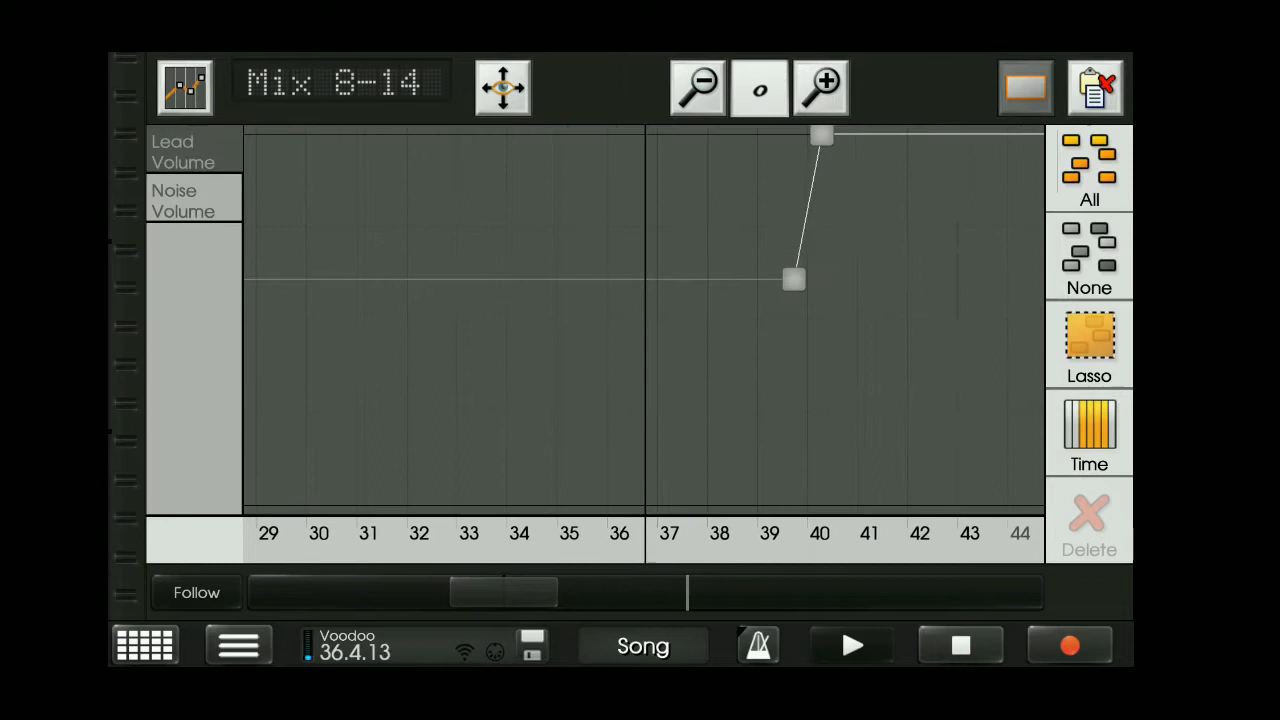 Mix 8-14
o
Lead
Volume
Noise
Volume
All
None
Lasso
Time
Delete
29 30 31 32 33 34 35 36 37 38 39 40 41 42 43 44
Follow
Voodoo
36.4.13
Song